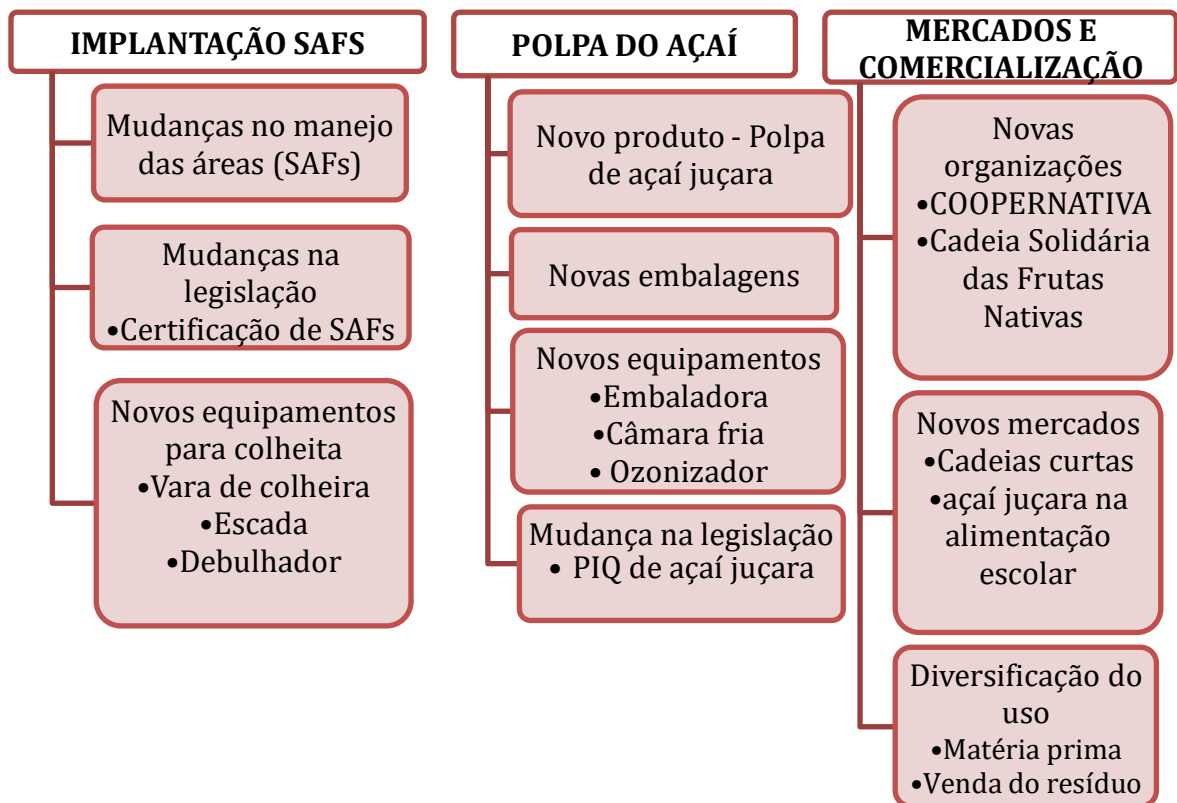 IMPLANTAÇÃO SAFS
Mudanças no manejo
das áreas (SAFs)
Mudanças na
legislação
•Certificação de SAFs
Novos equipamentos
para colheita
•Vara de colheira
•Escada
•Debulhador
POLPA DO AÇAÍ
Novo produto - Polpa
de açaí juçara
Novas embalagens
Novos equipamentos
•Embaladora
•Câmara fria
• Ozonizador
Mudança na legislação
• PIQ de açaí juçara
MERCADOS E
COMERCIALIZAÇÃO
Novas
organizações
•COOPERNATIVA
•Cadeia Solidária
das Frutas
Nativas
Novos mercados
•Cadeias curtas
•açaí juçara na
alimentação
escolar
Diversificação do
uso
•Matéria prima
•Venda do resíduo